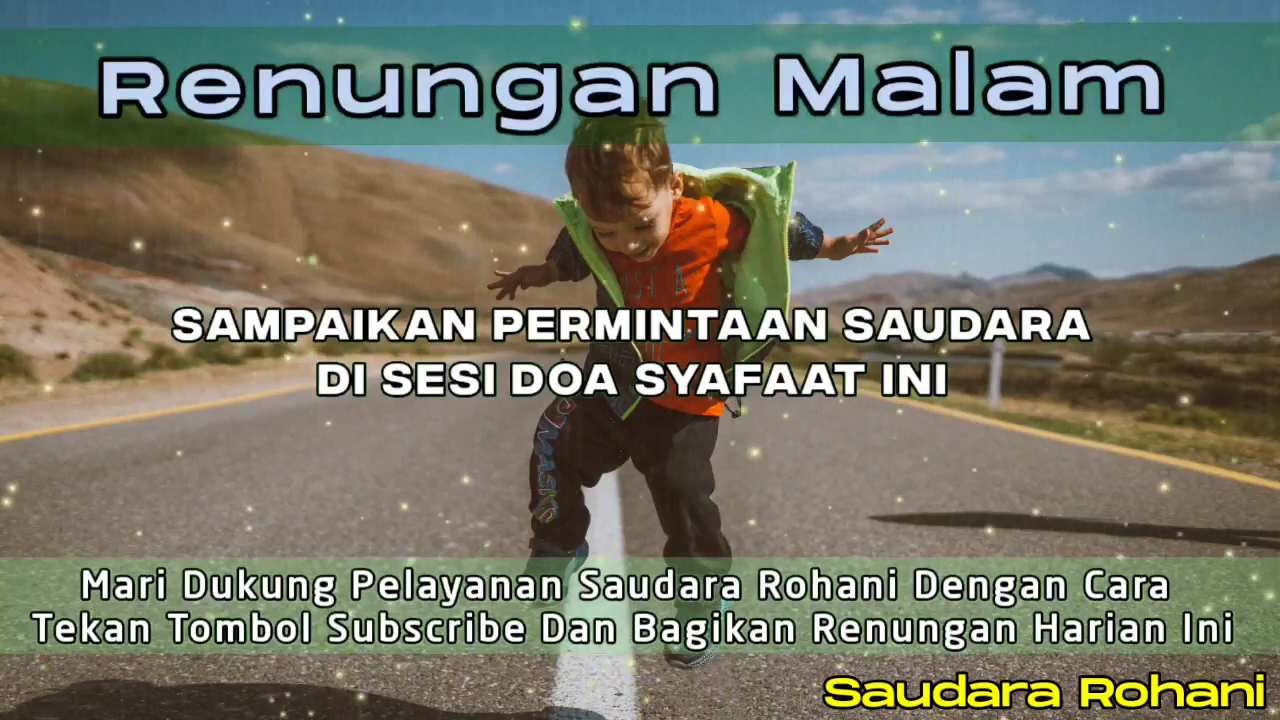 Renungan Malam
SAMPAIKAN PERMINTAAN SAUDARA
DI SESI DOA SYAFAAT INI
Mari Dukung Pelayanan Saudara Rohani Dengan Cara
Tekan Tombol Subscribe Dan Bagikan Renungan Harian Ini
Saudara Rohani